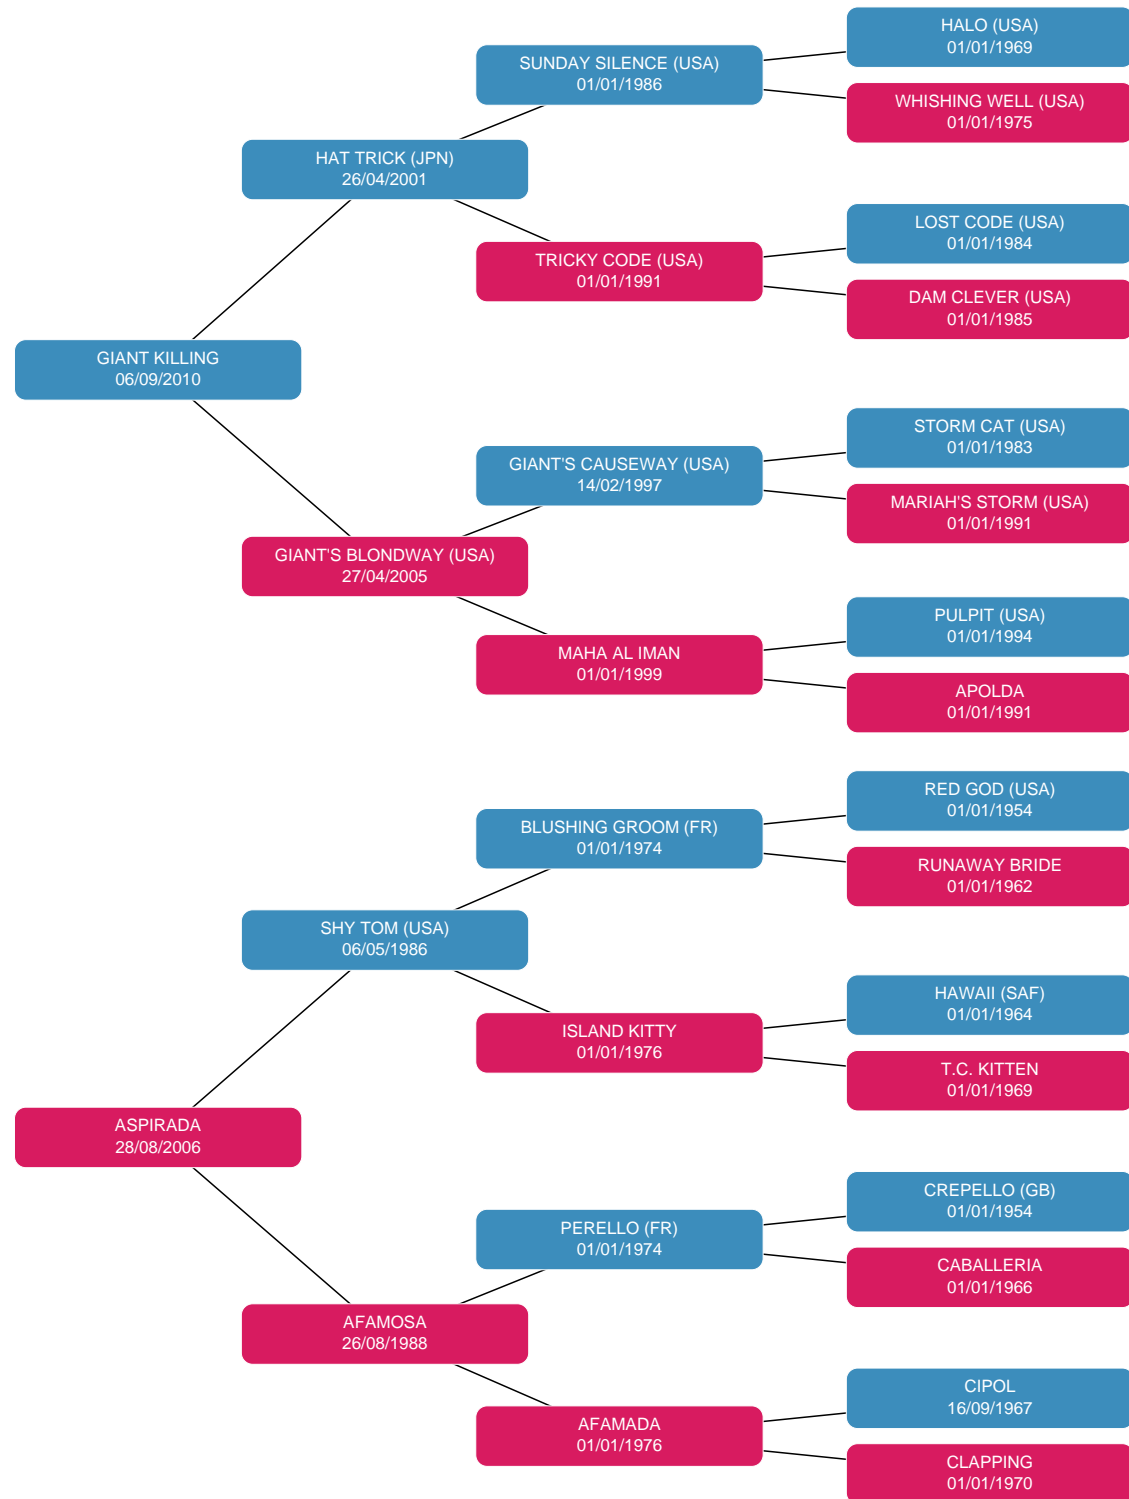 HALO (USA)
01/01/1969
SUNDAY SILENCE (USA)
01/01/1986
WHISHING WELL (USA)
01/01/1975
HAT TRICK (JPN)
26/04/2001
LOST CODE (USA)
01/01/1984
TRICKY CODE (USA)
01/01/1991
DAM CLEVER (USA)
01/01/1985
GIANT KILLING
06/09/2010
STORM CAT (USA)
01/01/1983
GIANT'S CAUSEWAY (USA)
14/02/1997
MARIAH'S STORM (USA)
01/01/1991
GIANT'S BLONDWAY (USA)
27/04/2005
PULPIT (USA)
01/01/1994
MAHA AL IMAN
01/01/1999
APOLDA
01/01/1991
RED GOD (USA)
01/01/1954
BLUSHING GROOM (FR)
01/01/1974
RUNAWAY BRIDE
01/01/1962
SHY TOM (USA)
06/05/1986
HAWAII (SAF)
01/01/1964
ISLAND KITTY
01/01/1976
T.C. KITTEN
01/01/1969
ASPIRADA
28/08/2006
CREPELLO (GB)
01/01/1954
PERELLO (FR)
01/01/1974
CABALLERIA
01/01/1966
AFAMOSA
26/08/1988
CIPOL
16/09/1967
AFAMADA
01/01/1976
CLAPPING
01/01/1970